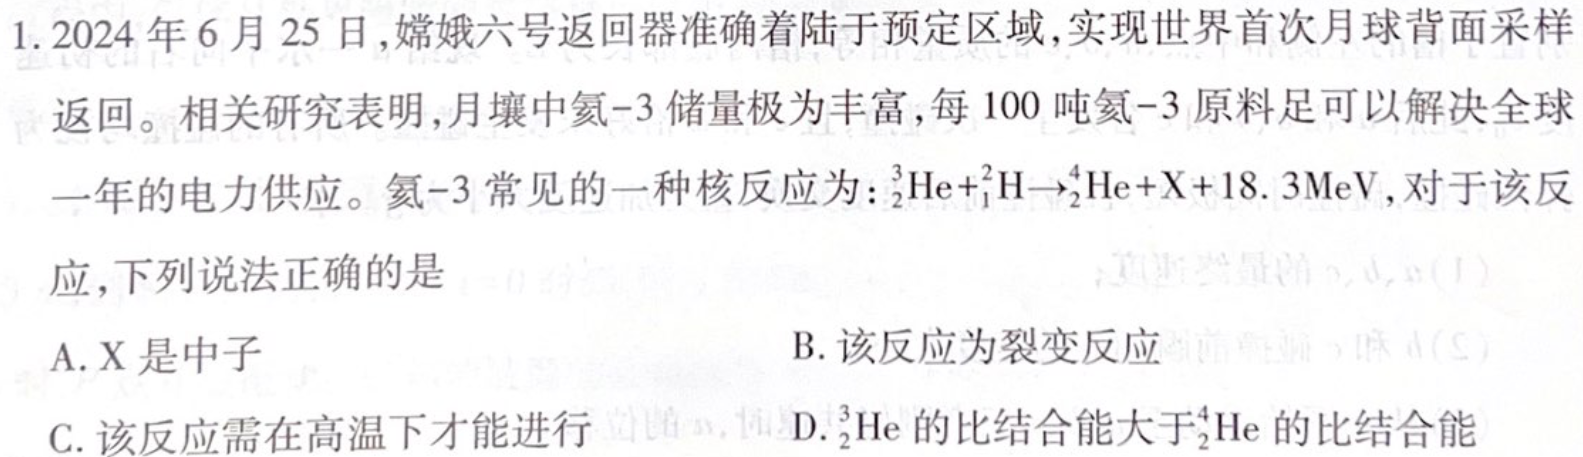 1. 2024 年 6 月 25 日,嫦娥六号返回器准确着陆于预定区域,实现世界首次月球背面采样
返回。相关研究表明,月壤中氦-3 储量极为丰富,每 100 吨氦-3 原料足可以解决全球
一年的电力供应。氦-3 常见的一种核反应为:³₂He+²₁H→⁴₂He+X+18. 3MeV,对于该反
应,下列说法正确的是
A. X 是中子 B. 该反应为裂变反应
C. 该反应需在高温下才能进行 D. ³₂He 的比结合能大于⁴₂He 的比结合能